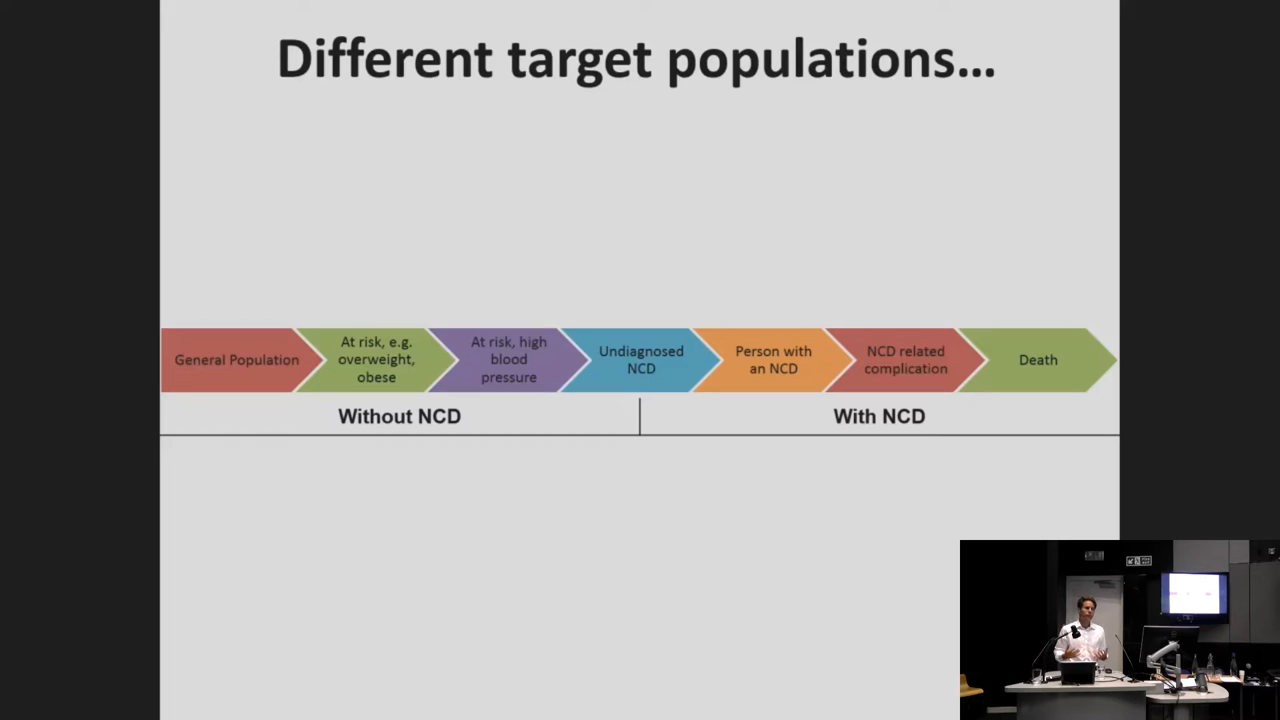 Different target populations...
General Population
At risk, e.g.
overweight,
obese
At risk, high
blood
pressure
Undiagnosed
NCD
Person with
an NCD
NCD related
complication
Death
Without NCD
With NCD